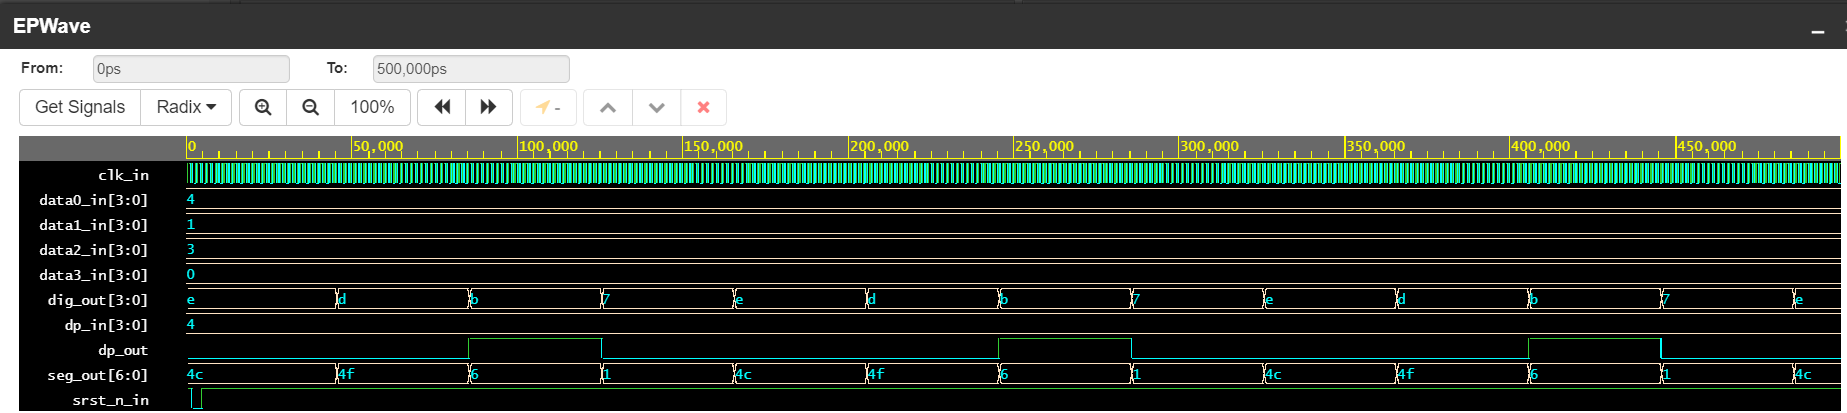 EPWave
From: 0ps To: 500,000ps
Get Signals Radix 100% -
0 50,000 100,000 150,000 200,000 250,000 300,000 350,000 400,000 450,000
clk_in
data0_in[3:0] 4
data1_in[3:0] 1
data2_in[3:0] 3
data3_in[3:0] 0
dig_out[3:0] e d b 7 e d b 7 e d b 7 e
dp_in[3:0] 4
dp_out
seg_out[6:0] 4c 4f 6 1 4c 4f 6 1 4c 4f 6 1 4c
srst_n_in